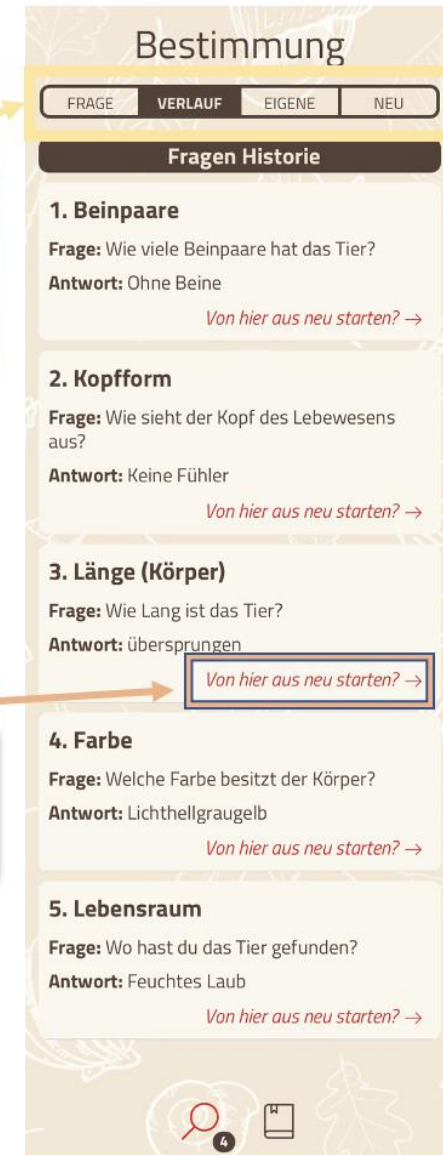 Bestimmung
FRAGE VERLAUF EIGENE NEU
Fragen Historie
1. Beinpaare
Frage: Wie viele Beinpaare hat das Tier?
Antwort: Ohne Beine
Von hier aus neu starten? →
2. Kopfform
Frage: Wie sieht der Kopf des Lebewesens
aus?
Antwort: Keine Fühler
Von hier aus neu starten? →
3. Länge (Körper)
Frage: Wie Lang ist das Tier?
Antwort: übersprungen
Von hier aus neu starten? →
4. Farbe
Frage: Welche Farbe besitzt der Körper?
Antwort: Lichthellgraugelb
Von hier aus neu starten? →
5. Lebensraum
Frage: Wo hast du das Tier gefunden?
Antwort: Feuchtes Laub
Von hier aus neu starten? →
4